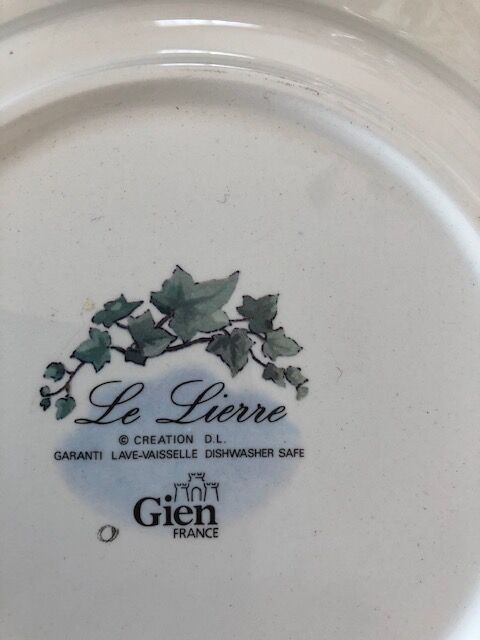 Le Lierre
© CREATION D.L.
GARANTI LAVE-VAISSELLE DISHWASHER SAFE
Gien
FRANCE